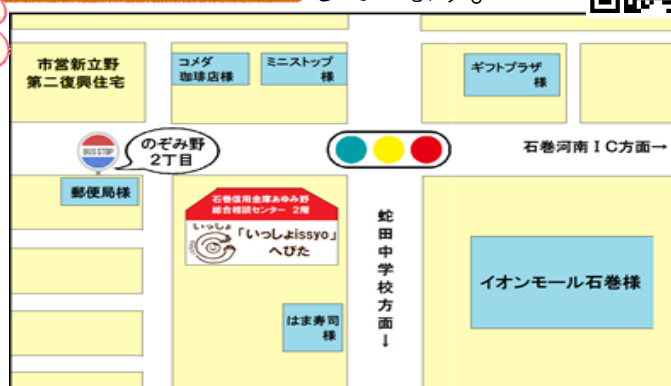 市営新立野
第二復興住宅
コメダ
珈琲店様
ミニストップ
様
ギフトプラザ
様
BUS STOP
のぞみ野
2丁目
石巻河南IC方面→
郵便局様
石巻信用金庫あゆみ野
総合相談センター 2階
いっしょ
「いっしょissyo」
へびた
蛇田中学校方面↓
イオンモール石巻様
はま寿司
様